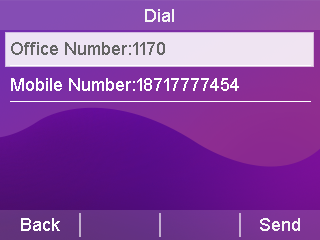 Dial
Office Number:1170
Mobile Number:18717777454
Back
Send